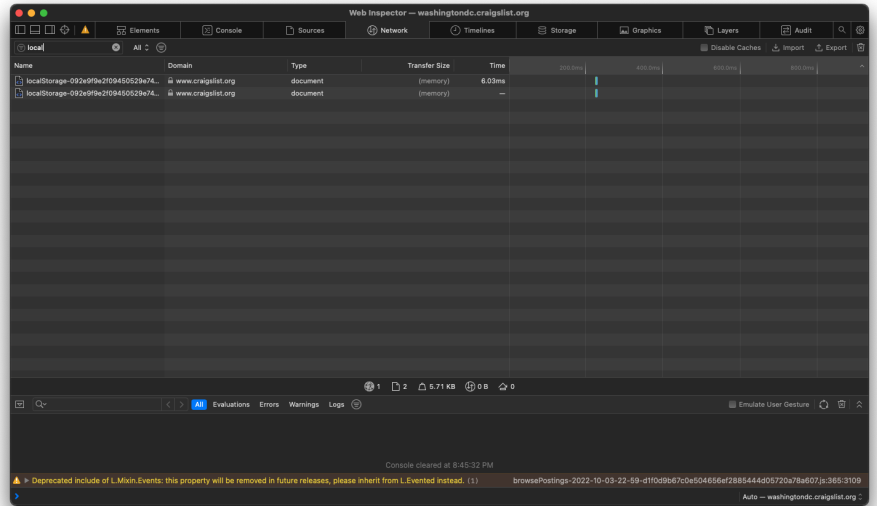 Web Inspector — washingtondc.craigslist.org
Elements Console Sources Network Timelines Storage Graphics Layers Audit
local All Disable Caches Import Export
Name Domain Type Transfer Size Time 200.0ms 400.0ms 600.0ms 800.0ms
localStorage-092e9f9e2f09450529e74... www.craigslist.org document (memory) 6.03ms
localStorage-092e9f9e2f09450529e74... www.craigslist.org document (memory) —
1 2 5.71 KB 0 B 0
All Evaluations Errors Warnings Logs Emulate User Gesture
Console cleared at 8:45:32 PM
Deprecated include of L.Mixin.Events: this property will be removed in future releases, please inherit from L.Evented instead. (1) browsePostings-2022-10-03-22-59-d1f0d9b67c0e504656ef2885444d05720a78a607.js:365:3109
Auto — washingtondc.craigslist.org